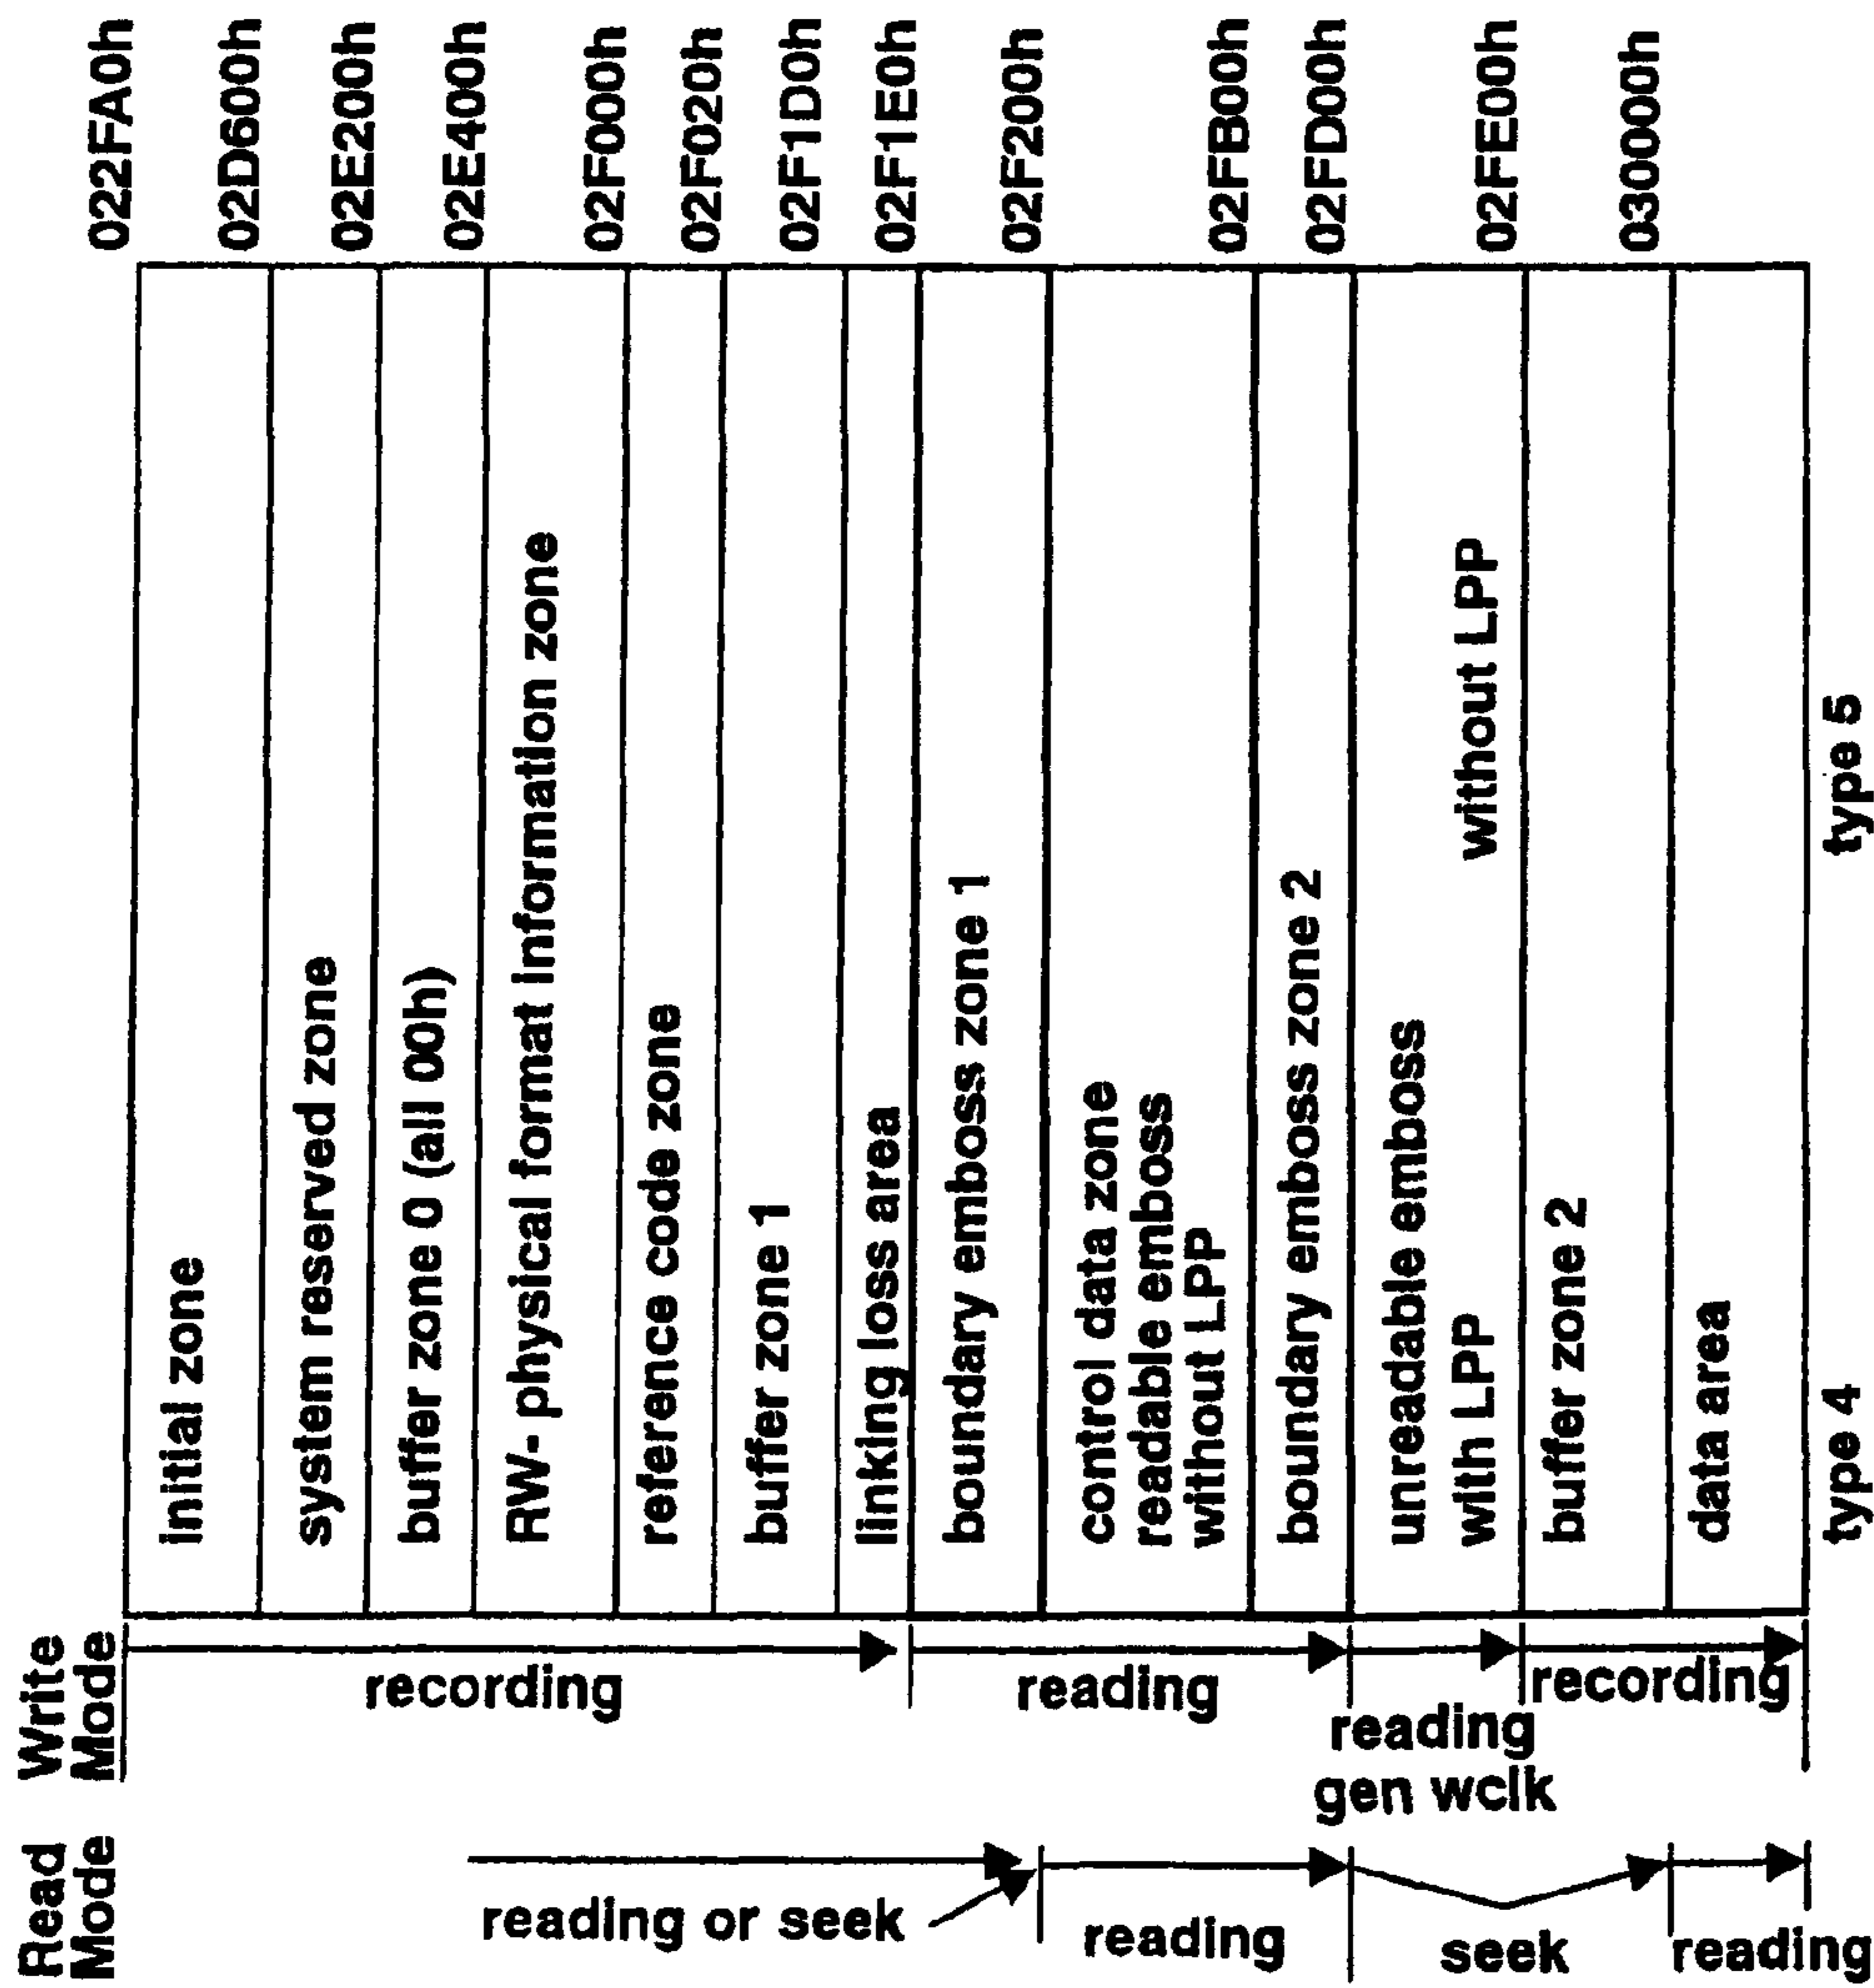 022FA0h
02D600h
02E200h
02E400h
02F000h
02F020h
02F1D0h
02F1E0h
02F200h
02FB00h
02FD00h
02FE00h
030000h
initial zone
system reserved zone
buffer zone 0 (all 00h)
RW- physical format information zone
reference code zone
buffer zone 1
linking loss area
boundary emboss zone 1
control data zone
readable emboss
without LPP
boundary emboss zone 2
unreadable emboss
with LPP
without LPP
buffer zone 2
data area
type 4
type 5
Write
Mode
recording
reading
reading
gen wclk
recording
Read
Mode
reading or seek
reading
seek
reading